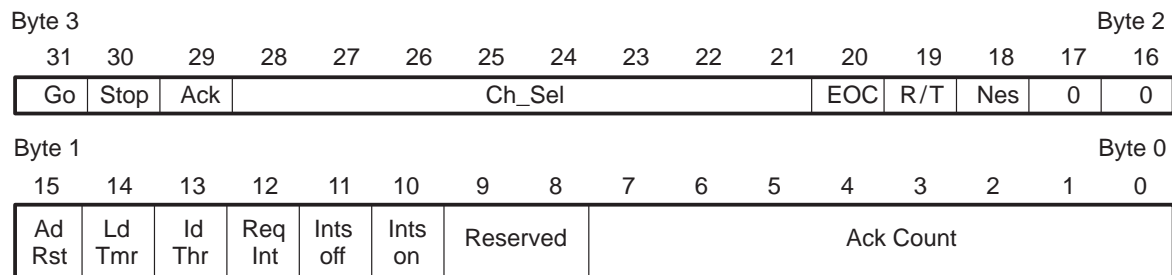 Byte 3 Byte 2
31 30 29 28 27 26 25 24 23 22 21 20 19 18 17 16
Go Stop Ack Ch_Sel EOC R/T Nes 0 0
Byte 1 Byte 0
15 14 13 12 11 10 9 8 7 6 5 4 3 2 1 0
Ad Ld Id Req Ints Ints Reserved Ack Count
Rst Tmr Thr Int off on